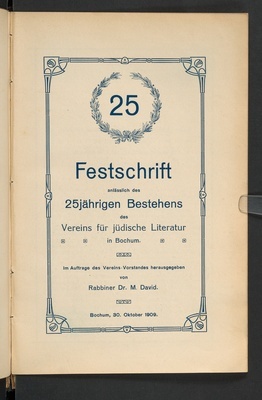 25
Festschrift
anlässlich des
25jährigen Bestehens
des
Vereins für jüdische Literatur
in Bochum.
Im Auftrage des Vereins-Vorstandes herausgegeben
von
Rabbiner Dr. M. David.
Bochum, 30. Oktober 1909.